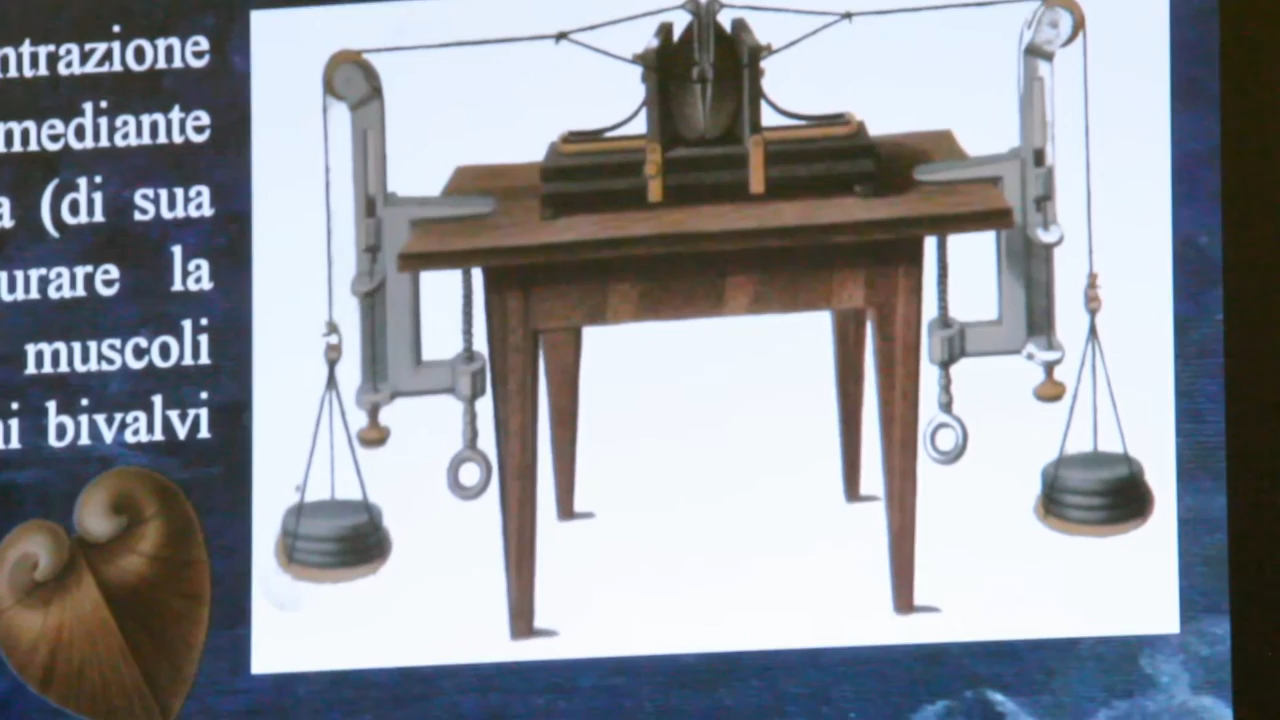 ntrazione
mediante
a (di sua
urare la
muscoli
ni bivalvi